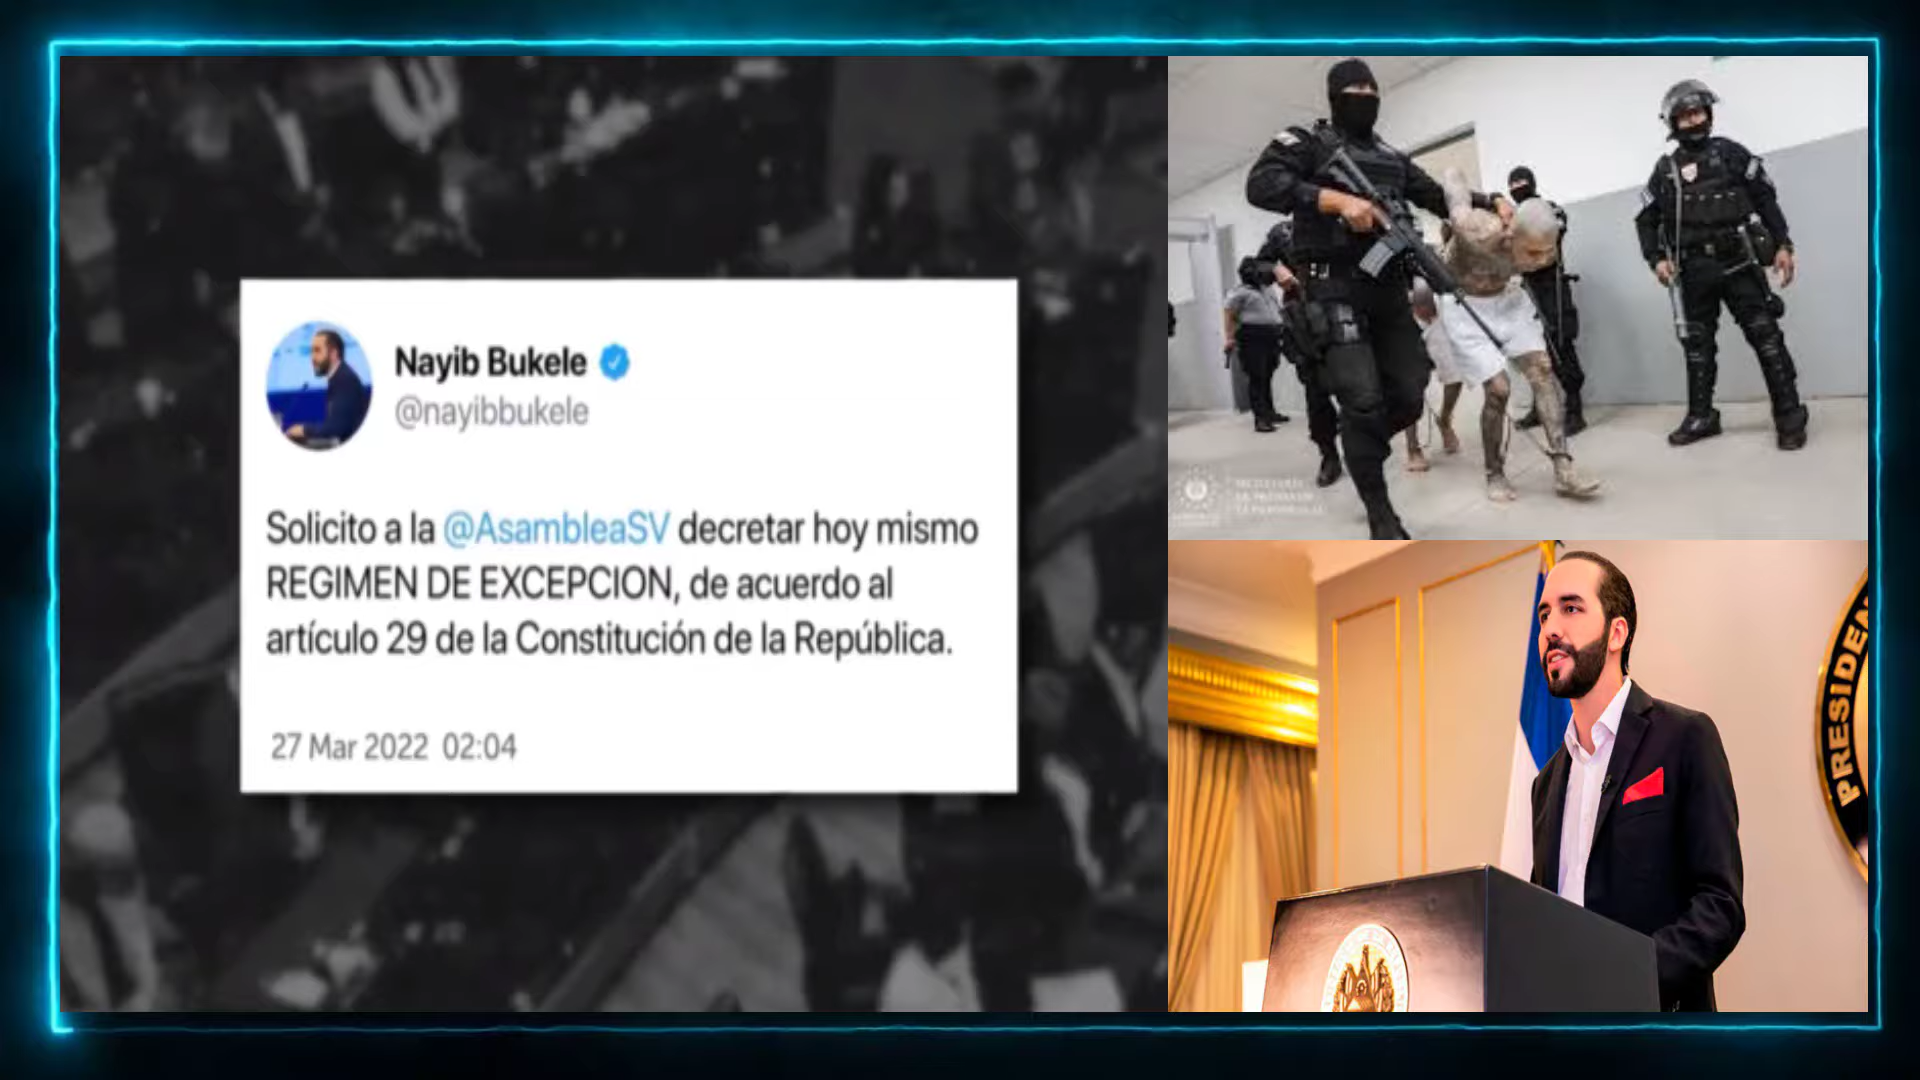 Nayib Bukele
@nayibbukele
Solicito a la @AsambleaSV decretar hoy mismo
REGIMEN DE EXCEPCION, de acuerdo al
artículo 29 de la Constitución de la República.
27 Mar 2022 02:04
PRESIDEN